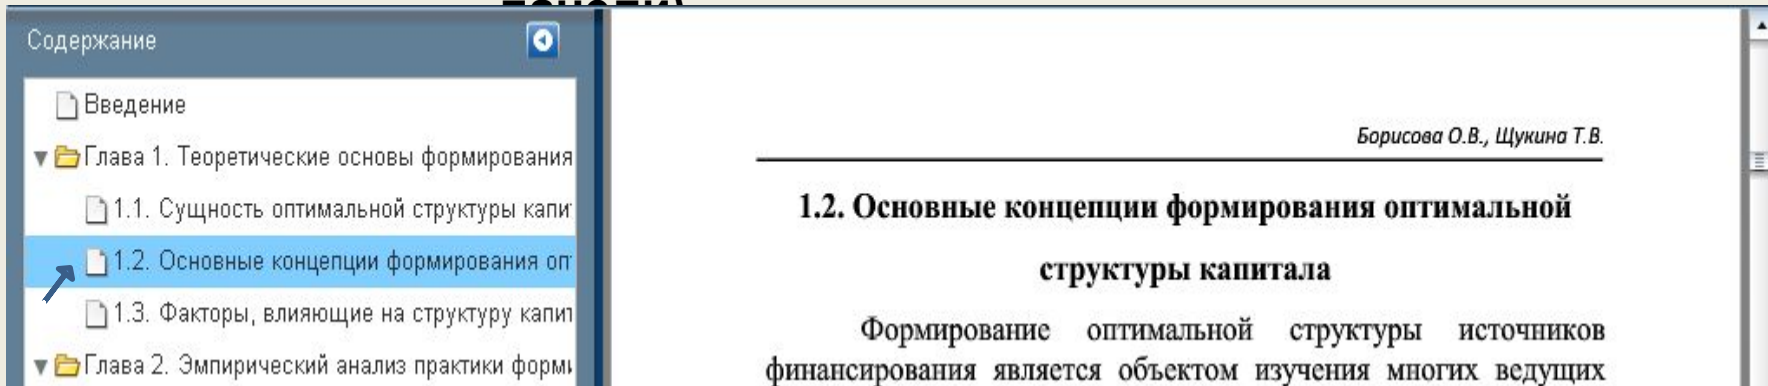 панели)
Содержание
Введение
Глава 1. Теоретические основы формирования
1.1. Сущность оптимальной структуры капи
1.2. Основные концепции формирования оп
1.3. Факторы, влияющие на структуру капи
Глава 2. Эмпирический анализ практики форми
Борисова О.В., Щукина Т.В.
1.2. Основные концепции формирования оптимальной
структуры капитала
Формирование оптимальной структуры источников
финансирования является объектом изучения многих ведущих